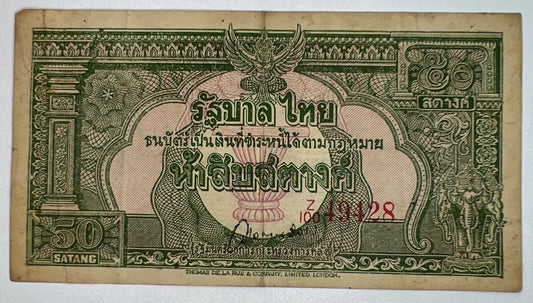 ๕๐
สตางค์
รัฐบาลไทย
ธนบัตร์เป็นเงินที่ชำระหนี้ได้ตามกฎหมาย
ห้าสิบสตางค์
Z/100 49428
50
SATANG
THOMAS DE LA RUE & COMPANY, LIMITED, LONDON.